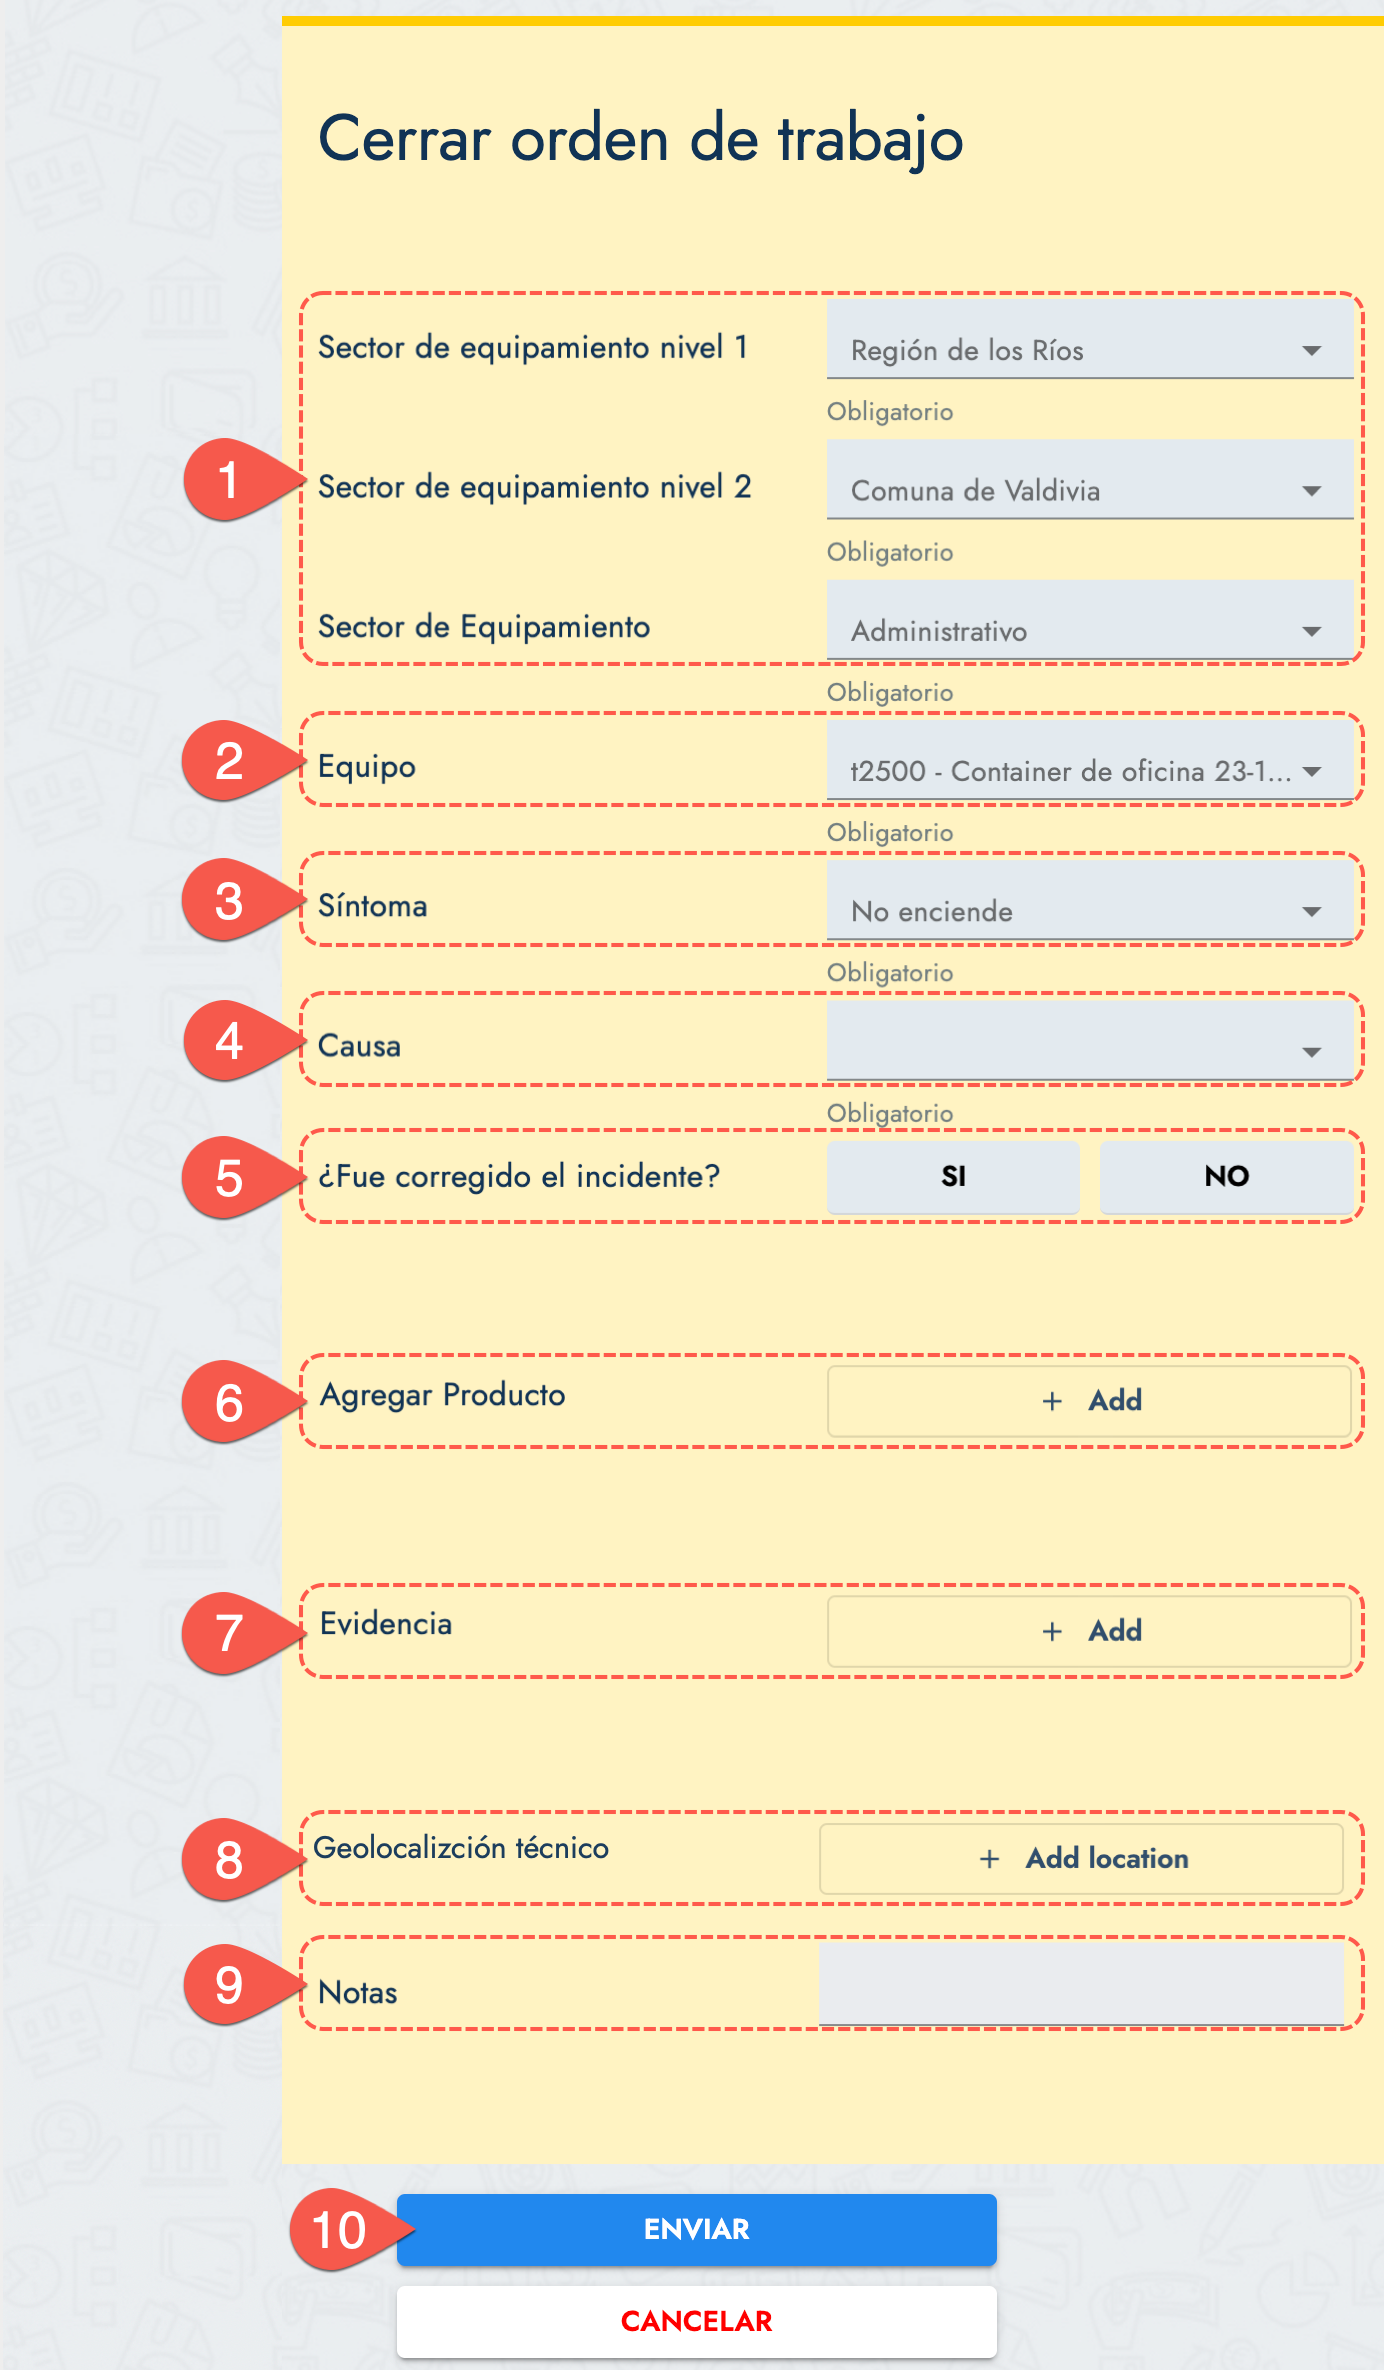 Cerrar orden de trabajo
Sector de equipamiento nivel 1
Región de los Ríos
Obligatorio
1
Sector de equipamiento nivel 2
Comuna de Valdivia
Obligatorio
Sector de Equipamiento
Administrativo
Obligatorio
2
Equipo
t2500 - Container de oficina 23-1...
Obligatorio
3
Síntoma
No enciende
Obligatorio
4
Causa
Obligatorio
5
¿Fue corregido el incidente?
SI
NO
6
Agregar Producto
+ Add
7
Evidencia
+ Add
8
Geolocalizción técnico
+ Add location
9
Notas
10
ENVIAR
CANCELAR